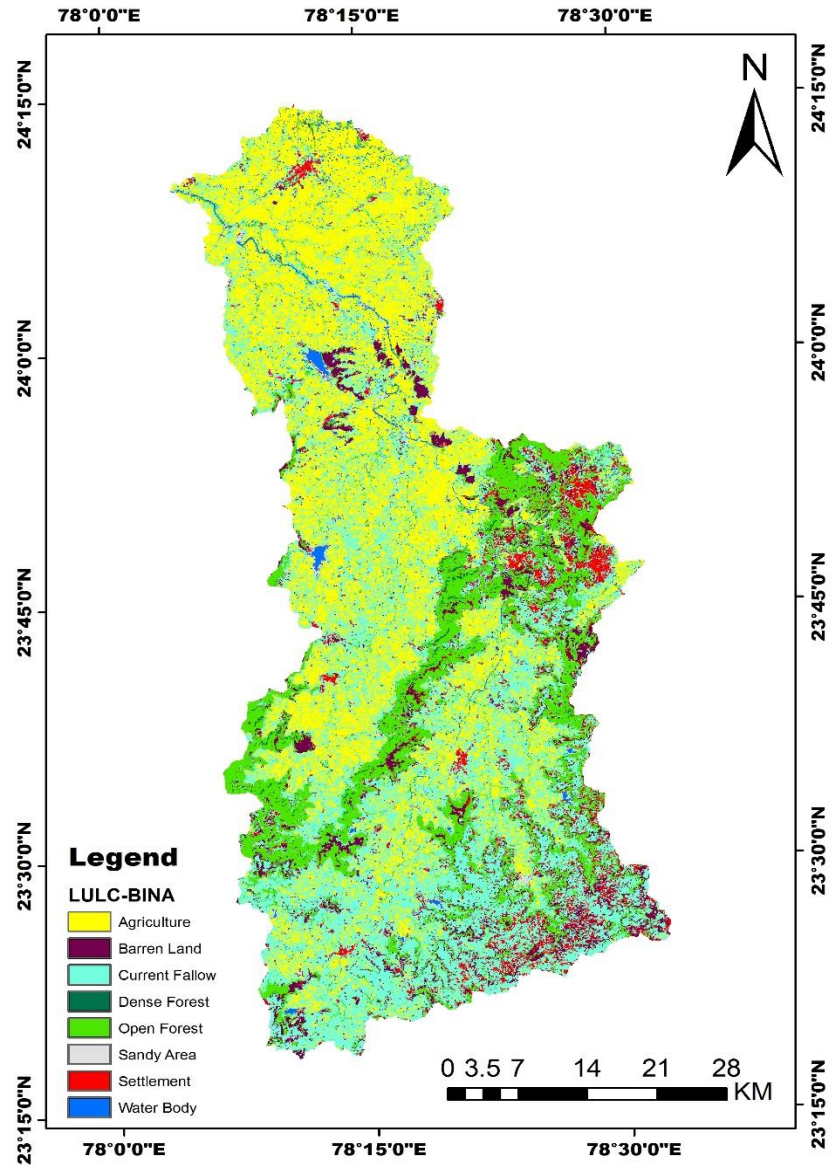 78°0'0"E 78°15'0"E 78°30'0"E
N
24°15'0"N 24°15'0"N
24°0'0"N 24°0'0"N
23°45'0"N 23°45'0"N
23°30'0"N 23°30'0"N
23°15'0"N 23°15'0"N
Legend
LULC-BINA
Agriculture
Barren Land
Current Fallow
Dense Forest
Open Forest
Sandy Area
Settlement
Water Body
0 3.5 7 14 21 28
KM
78°0'0"E 78°15'0"E 78°30'0"E